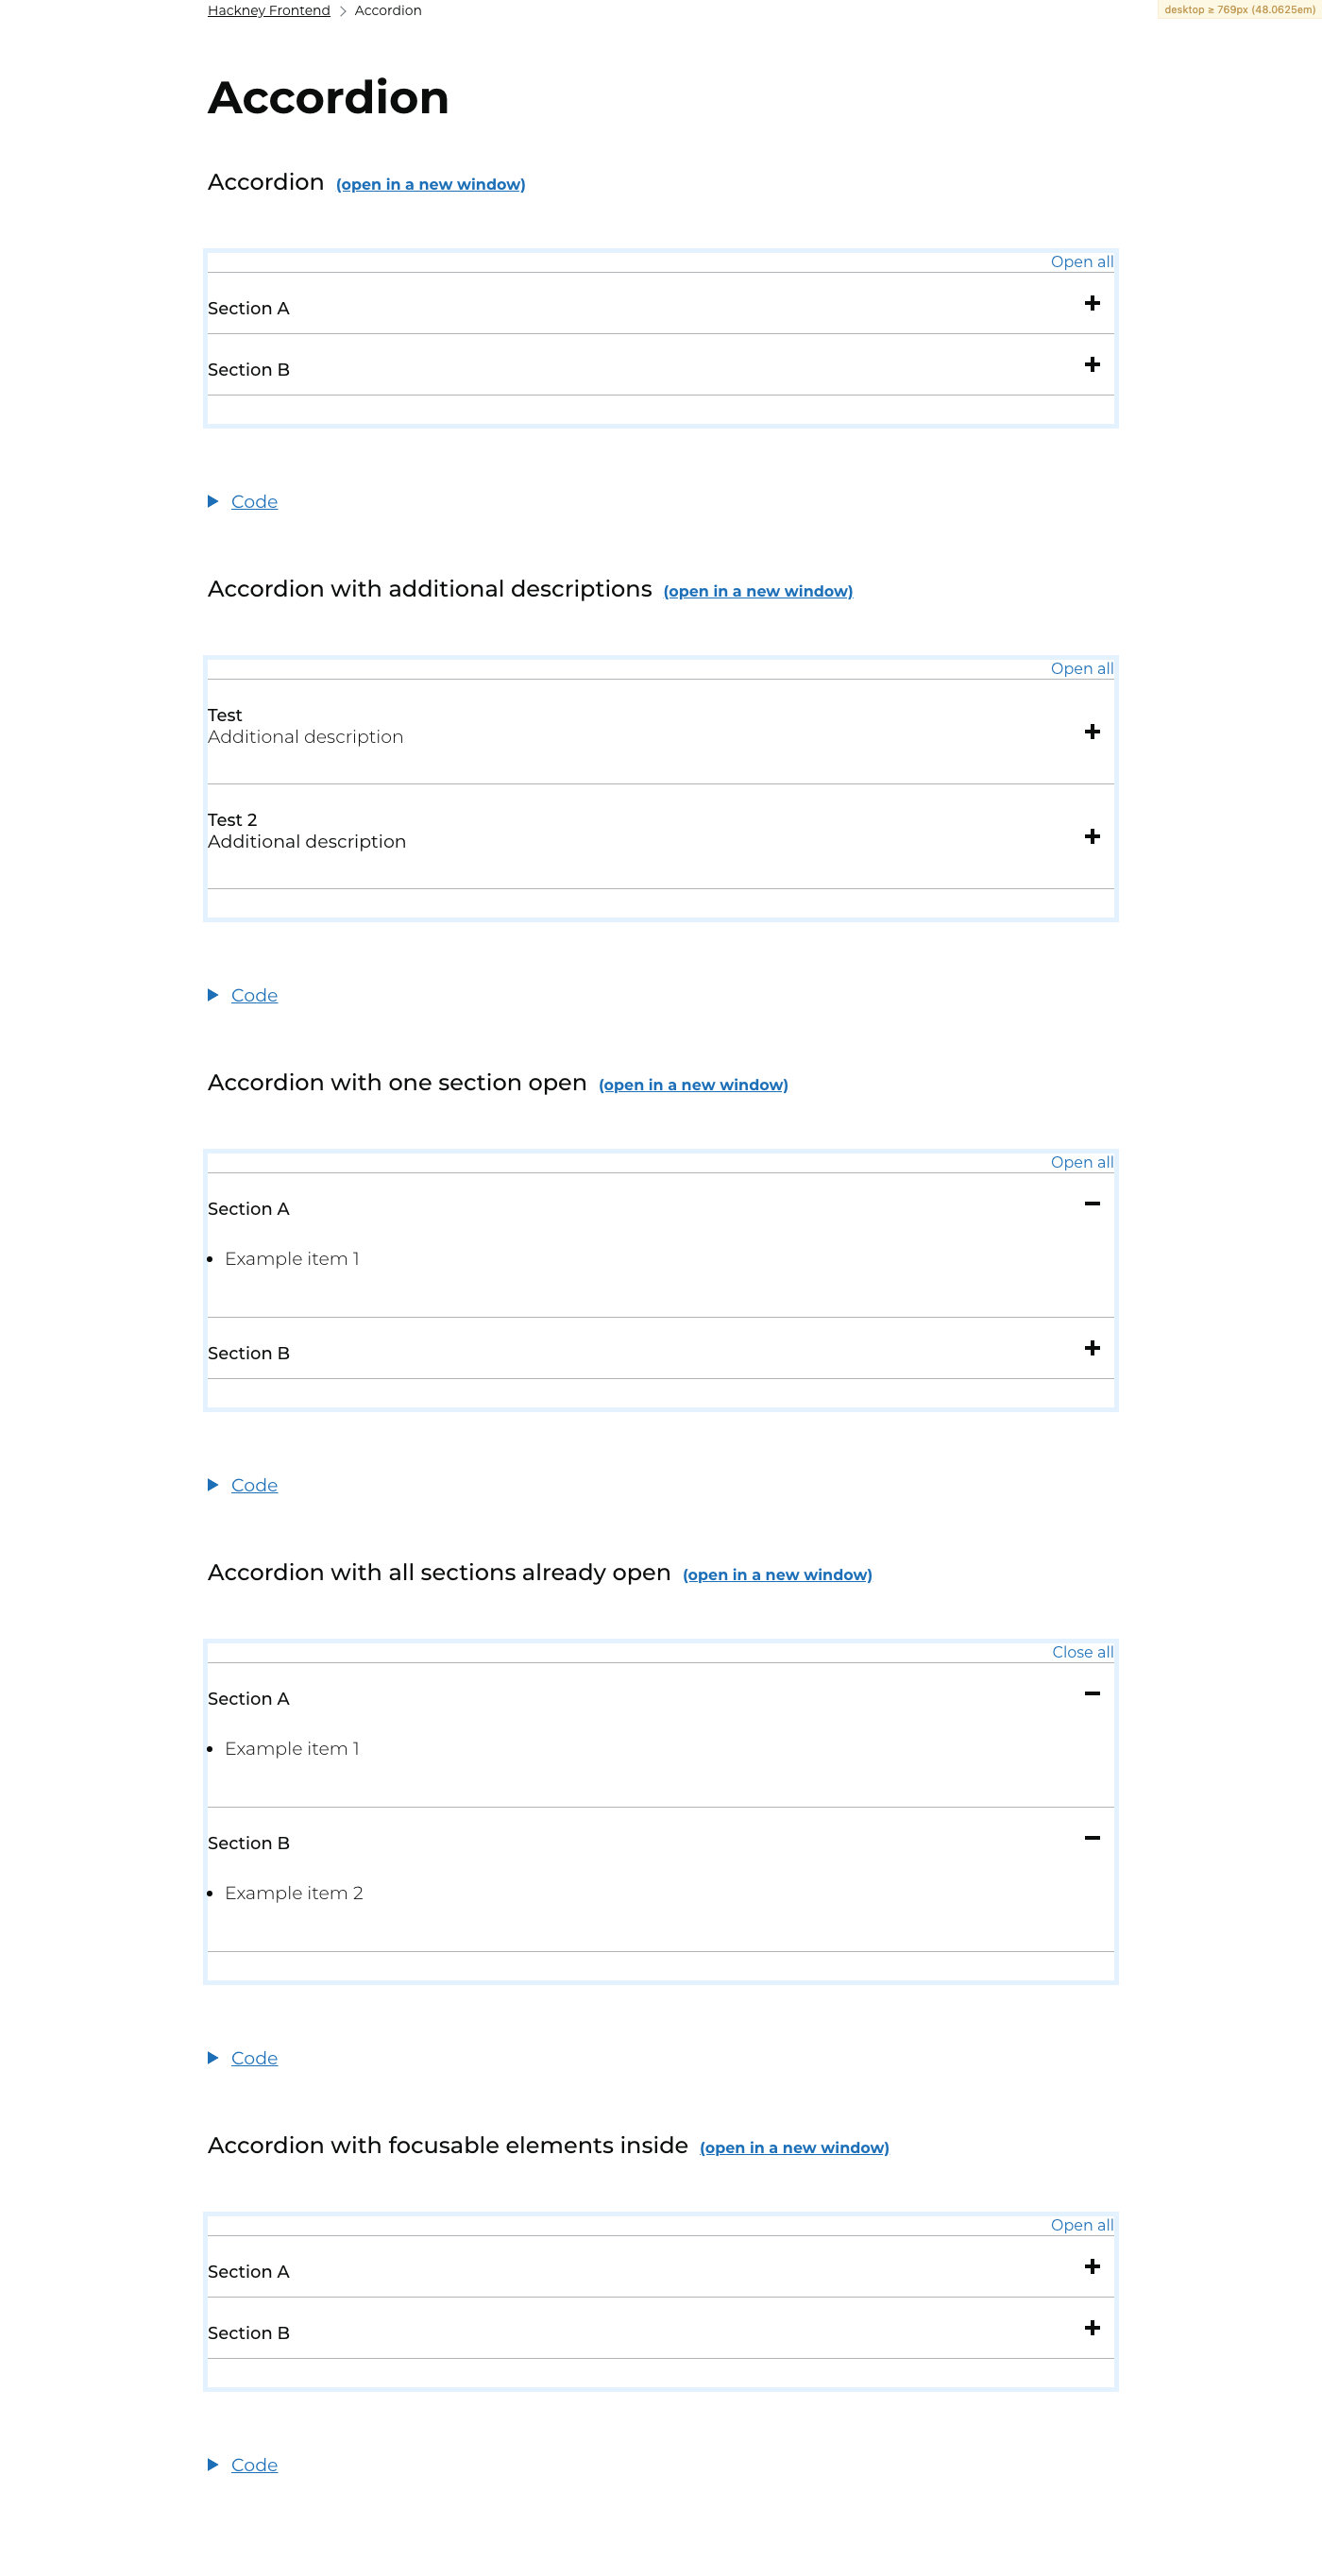 Hackney Frontend > Accordion
desktop ≥ 769px (48.0625em)
Accordion
Accordion (open in a new window)
Open all
Section A
Section B
Code
Accordion with additional descriptions (open in a new window)
Open all
Test
Additional description
Test 2
Additional description
Code
Accordion with one section open (open in a new window)
Open all
Section A
Example item 1
Section B
Code
Accordion with all sections already open (open in a new window)
Close all
Section A
Example item 1
Section B
Example item 2
Code
Accordion with focusable elements inside (open in a new window)
Open all
Section A
Section B
Code